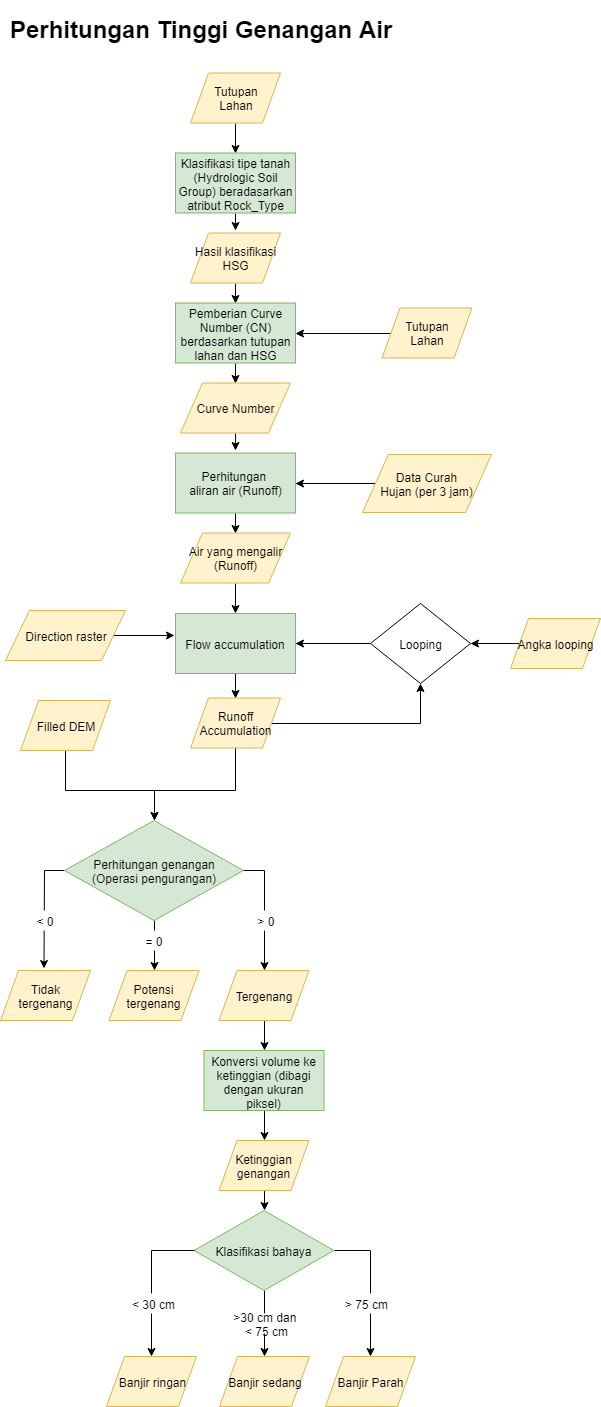 Perhitungan Tinggi Genangan Air
Tutupan
Lahan
Klasifikasi tipe tanah
(Hydrologic Soil
Group) beradasarkan
atribut Rock_Type
Hasil klasifikasi
HSG
Pemberian Curve
Number (CN)
berdasarkan tutupan
lahan dan HSG
Tutupan
Lahan
Curve Number
Perhitungan
aliran air (Runoff)
Data Curah
Hujan (per 3 jam)
Air yang mengalir
(Runoff)
Direction raster
Flow accumulation
Looping
Angka looping
Filled DEM
Runoff
Accumulation
Perhitungan genangan
(Operasi pengurangan)
< 0
= 0
> 0
Tidak
tergenang
Potensi
tergenang
Tergenang
Konversi volume ke
ketinggian (dibagi
dengan ukuran
piksel)
Ketinggian
genangan
Klasifikasi bahaya
< 30 cm
>30 cm dan
< 75 cm
> 75 cm
Banjir ringan
Banjir sedang
Banjir Parah